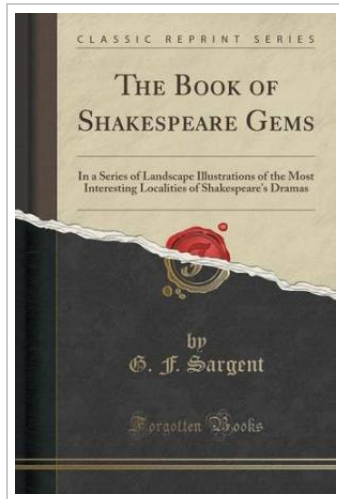 CLASSIC REPRINT SERIES
THE BOOK OF
SHAKESPEARE GEMS
In a Series of Landscape Illustrations of the Most
Interesting Localities of Shakespeare's Dramas
by
G. F. Sargent
Forgotten Books